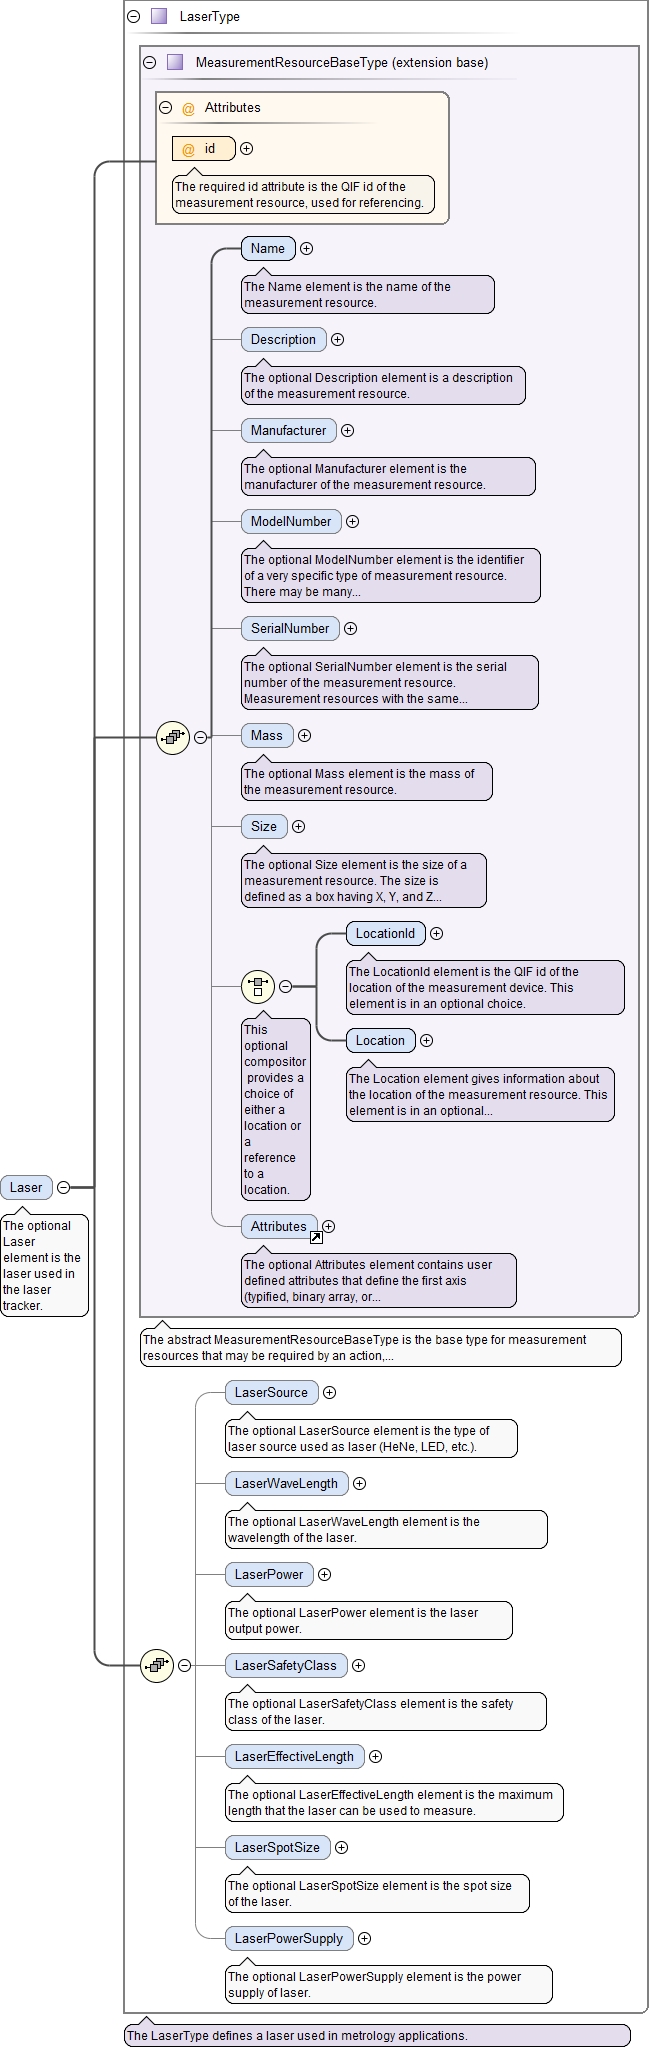 LaserType
MeasurementResourceBaseType (extension base)
@ Attributes
@ id
The required id attribute is the QIF id of the
measurement resource, used for referencing.
Name
The Name element is the name of the
measurement resource.
Description
The optional Description element is a description
of the measurement resource.
Manufacturer
The optional Manufacturer element is the
manufacturer of the measurement resource.
ModelNumber
The optional ModelNumber element is the identifier
of a very specific type of measurement resource.
There may be many...
SerialNumber
The optional SerialNumber element is the serial
number of the measurement resource.
Measurement resources with the same...
Mass
The optional Mass element is the mass of
the measurement resource.
Size
The optional Size element is the size of a
measurement resource. The size is
defined as a box having X, Y, and Z...
LocationId
The LocationId element is the QIF id of the
location of the measurement device. This
element is in an optional choice.
This
optional
compositor
provides a
choice of
either a
location or
a
reference
to a
location.
Location
The Location element gives information about
the location of the measurement resource. This
element is in an optional...
Laser
The optional
Laser
element is the
laser used in
the laser
tracker.
Attributes
The optional Attributes element contains user
defined attributes that define the first axis
(typified, binary array, or...
The abstract MeasurementResourceBaseType is the base type for measurement
resources that may be required by an action,...
LaserSource
The optional LaserSource element is the type of
laser source used as laser (HeNe, LED, etc.).
LaserWaveLength
The optional LaserWaveLength element is the
wavelength of the laser.
LaserPower
The optional LaserPower element is the laser
output power.
LaserSafetyClass
The optional LaserSafetyClass element is the safety
class of the laser.
LaserEffectiveLength
The optional LaserEffectiveLength element is the maximum
length that the laser can be used to measure.
LaserSpotSize
The optional LaserSpotSize element is the spot size
of the laser.
LaserPowerSupply
The optional LaserPowerSupply element is the power
supply of laser.
The LaserType defines a laser used in metrology applications.